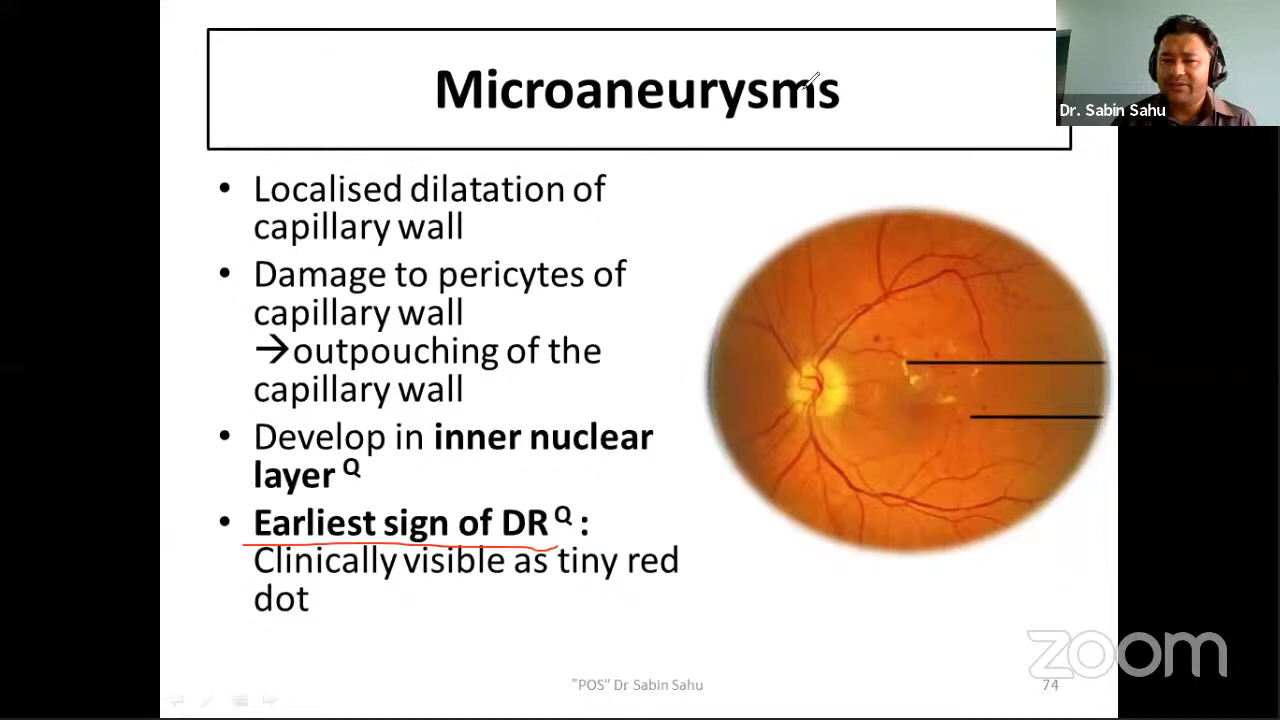 Microaneurysms
Dr. Sabin Sahu
• Localised dilatation of
capillary wall
• Damage to pericytes of
capillary wall
→outpouching of the
capillary wall
• Develop in inner nuclear
layer Q
• Earliest sign of DR Q :
Clinically visible as tiny red
dot
zoom
"POS" Dr Sabin Sahu
74